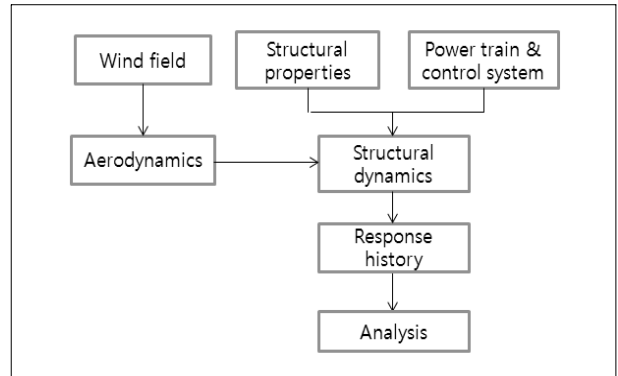 Wind field
Structural
properties
Power train &
control system
Aerodynamics
Structural
dynamics
Response
history
Analysis